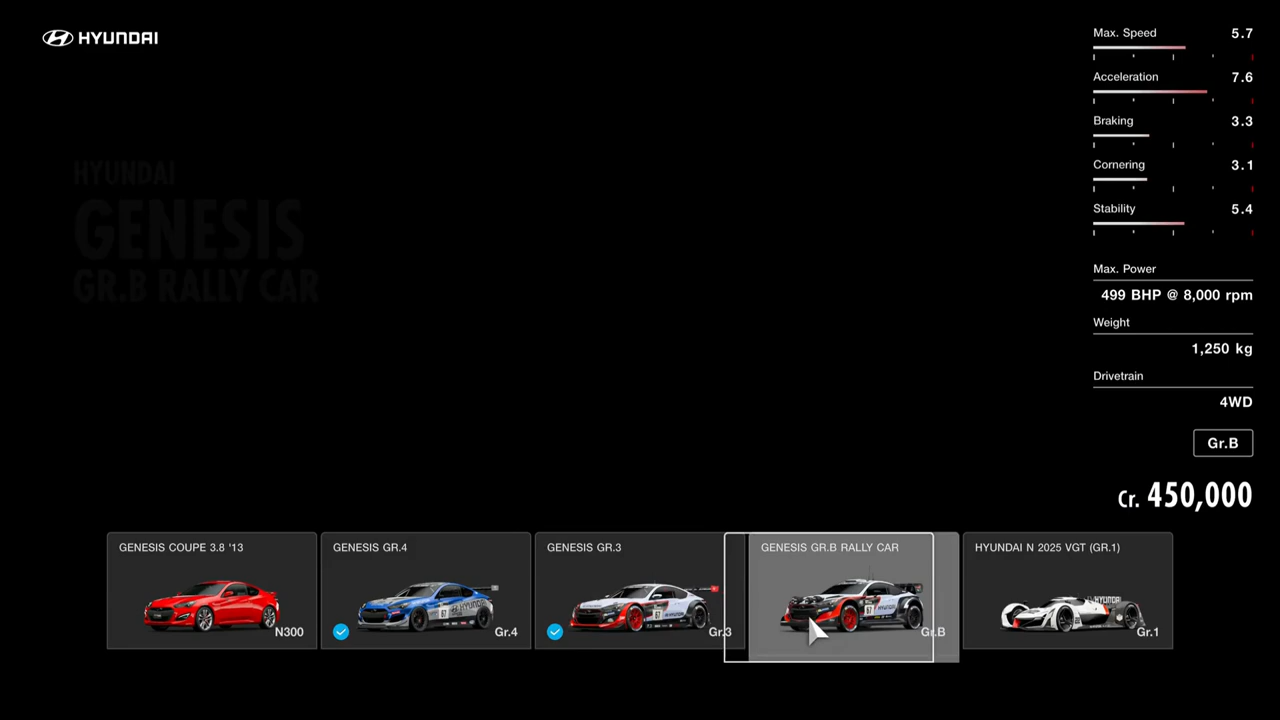 HYUNDAI
HYUNDAI
GENESIS
GR.B RALLY CAR
Max. Speed 5.7
Acceleration 7.6
Braking 3.3
Cornering 3.1
Stability 5.4
Max. Power
499 BHP @ 8,000 rpm
Weight
1,250 kg
Drivetrain
4WD
Gr.B
Cr. 450,000
GENESIS COUPE 3.8 '13
N300
GENESIS GR.4
Gr.4
GENESIS GR.3
Gr.3
GENESIS GR.B RALLY CAR
Gr.B
HYUNDAI N 2025 VGT (GR.1)
HYUNDAI
Gr.1